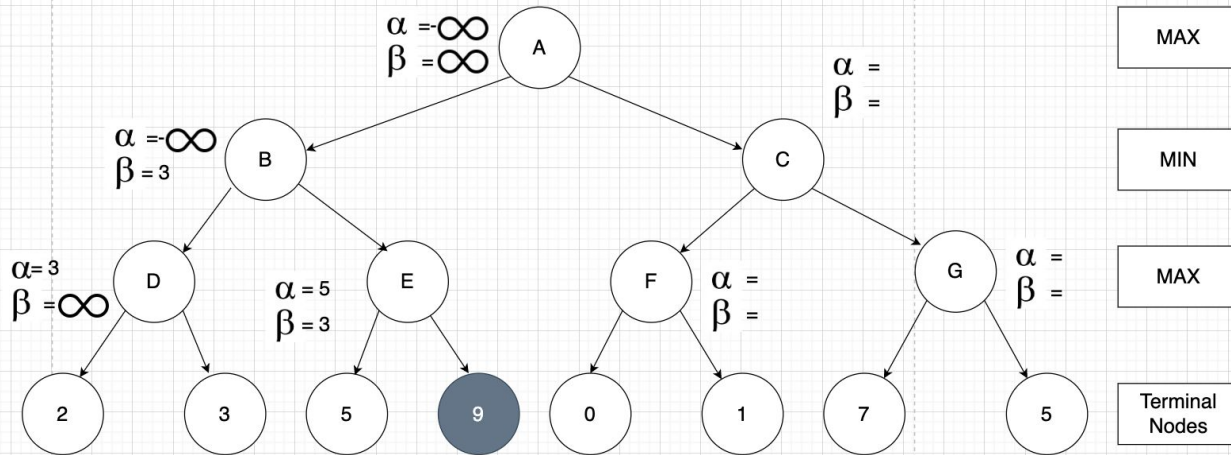 α =-∞
β =∞
A
MAX
α =
β =
α =-∞
β = 3
B
C
MIN
α= 3
β =∞
D
α = 5
β = 3
E
F
α =
β =
G
α =
β =
MAX
2
3
5
9
0
1
7
5
Terminal
Nodes